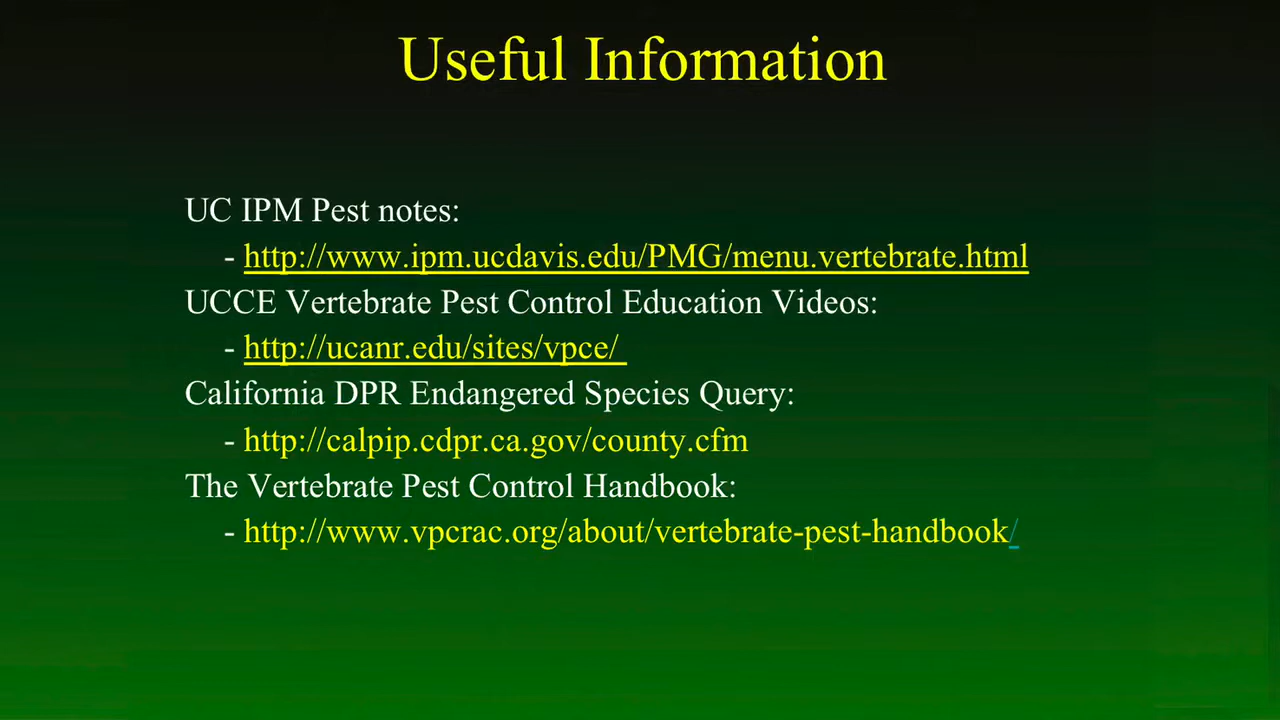 Useful Information
UC IPM Pest notes:
- http://www.ipm.ucdavis.edu/PMG/menu.vertebrate.html
UCCE Vertebrate Pest Control Education Videos:
- http://ucanr.edu/sites/vpce/
California DPR Endangered Species Query:
- http://calpip.cdpr.ca.gov/county.cfm
The Vertebrate Pest Control Handbook:
- http://www.vpcrac.org/about/vertebrate-pest-handbook/